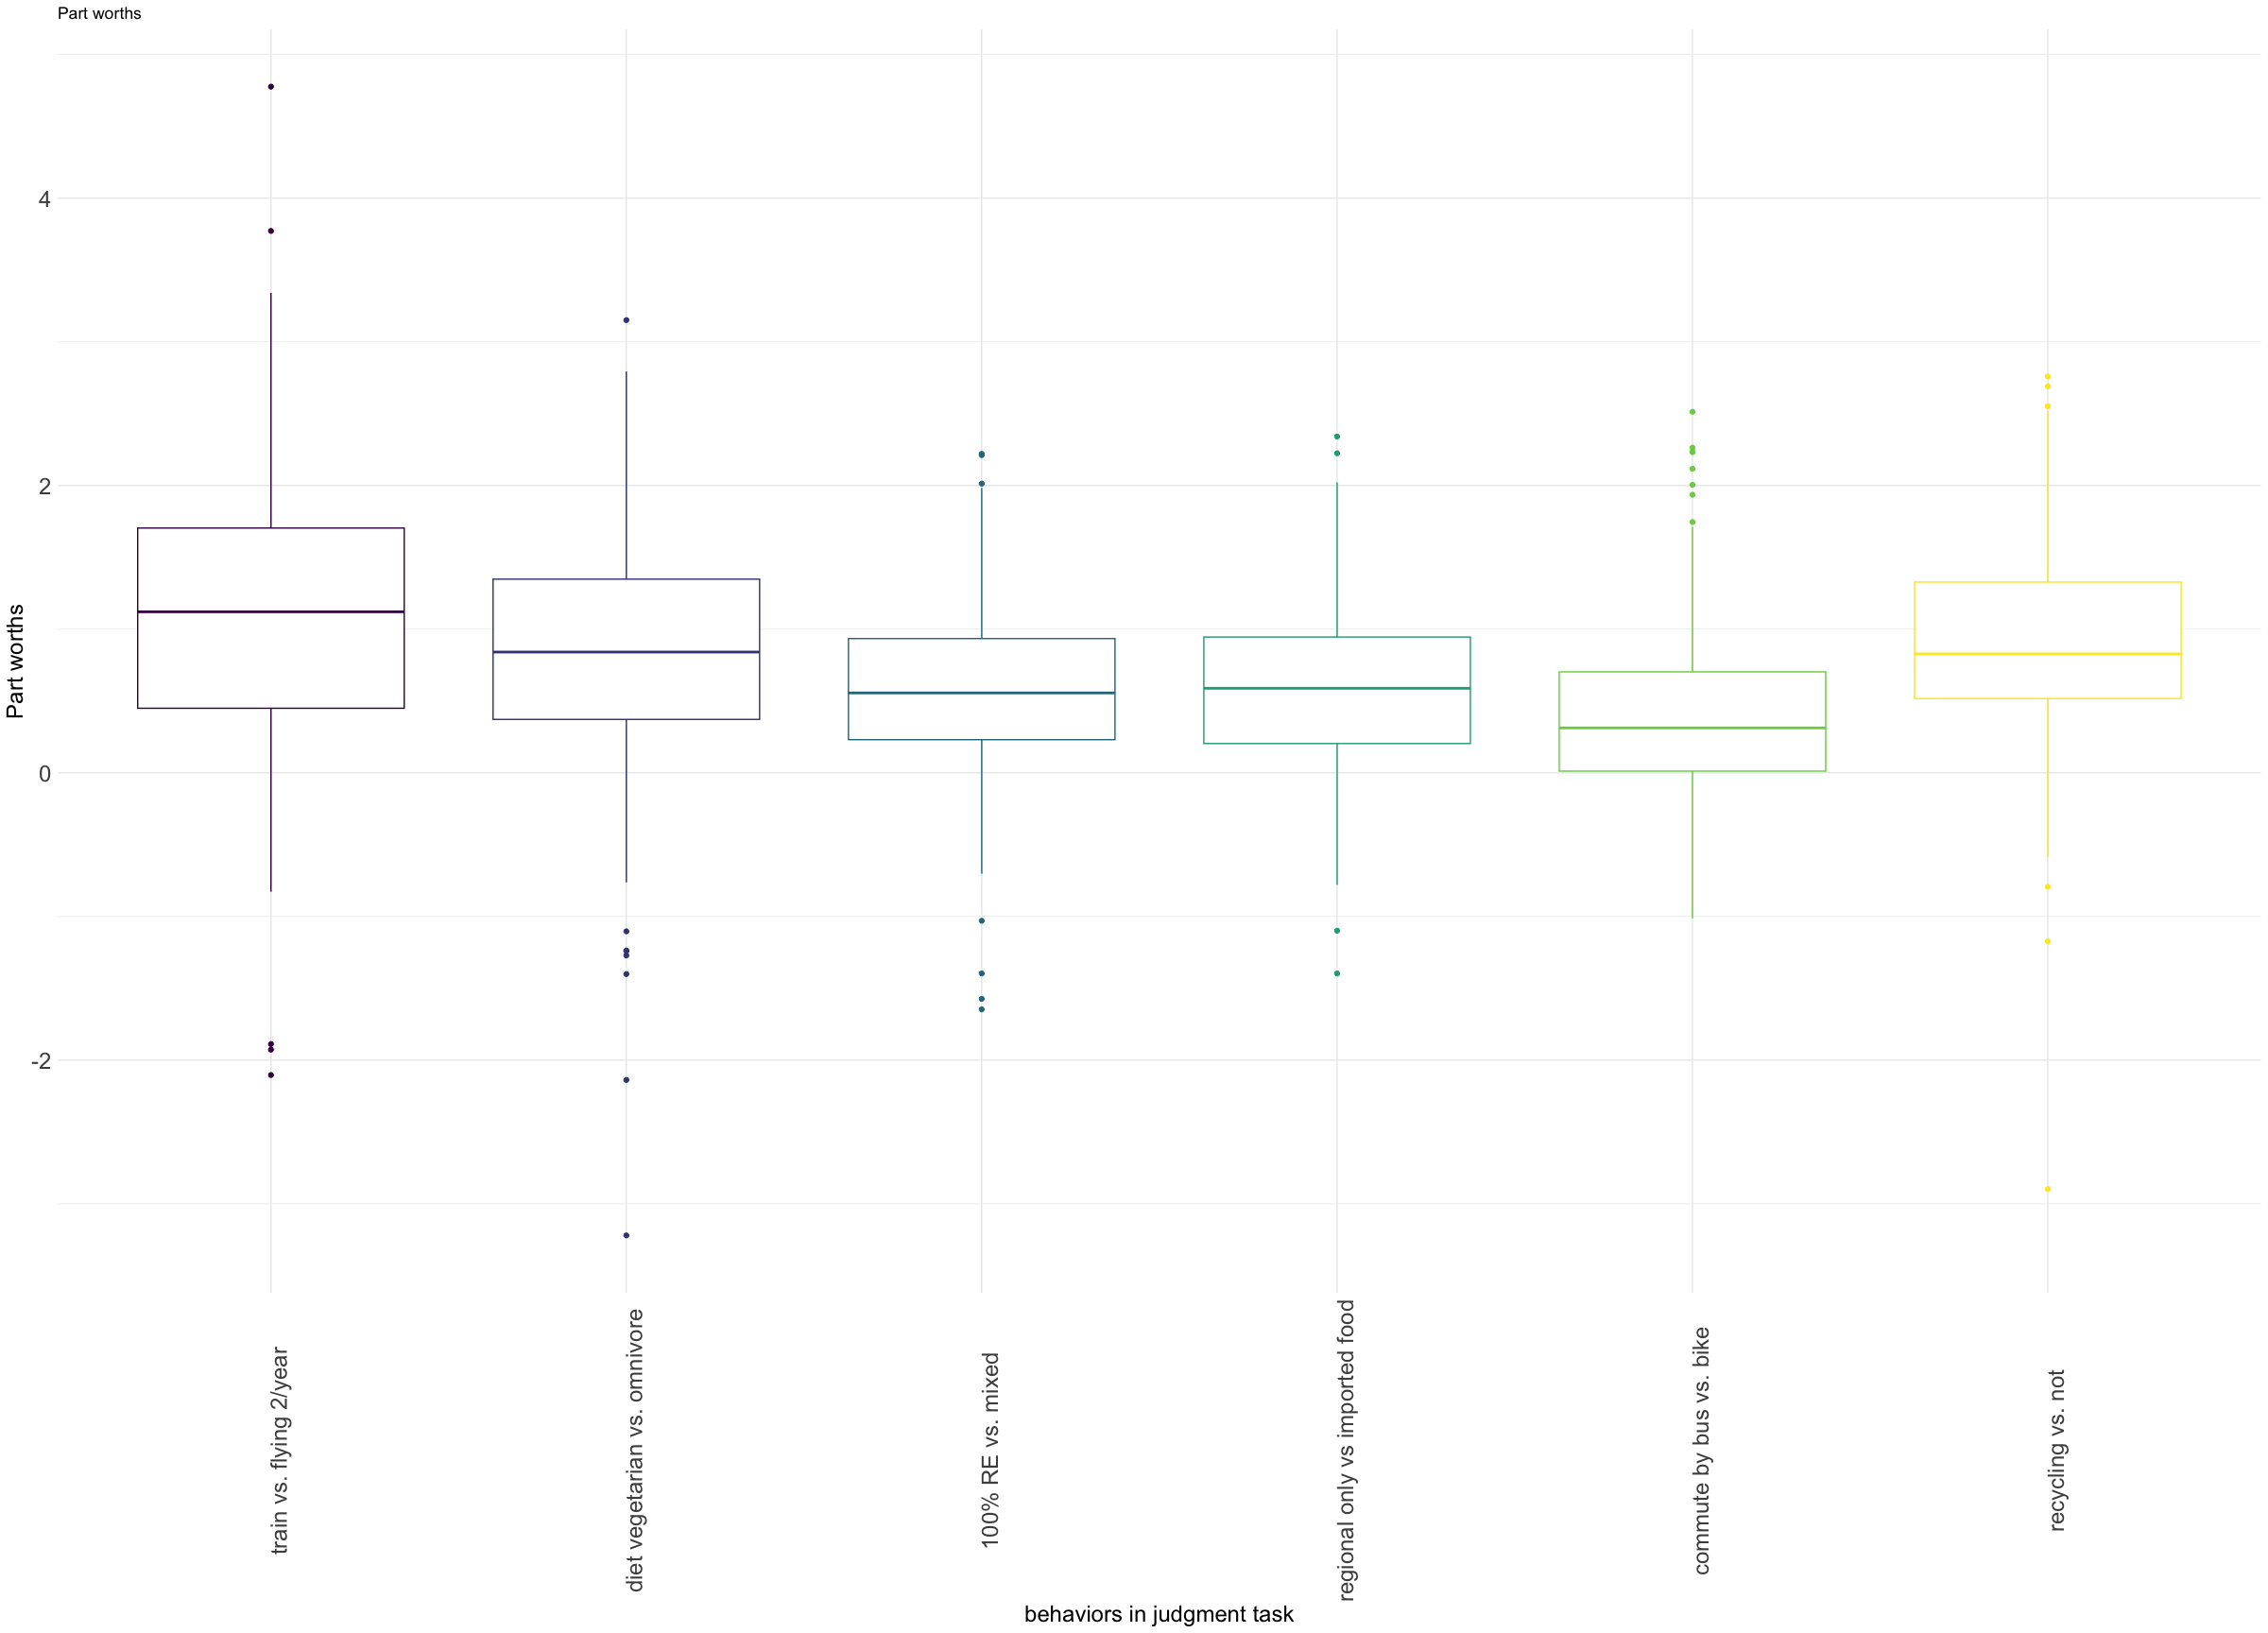 Part worths
Part worths
4
2
0
-2
train vs. flying 2/year
diet vegetarian vs. omnivore
100% RE vs. mixed
regional only vs imported food
commute by bus vs. bike
recycling vs. not
behaviors in judgment task